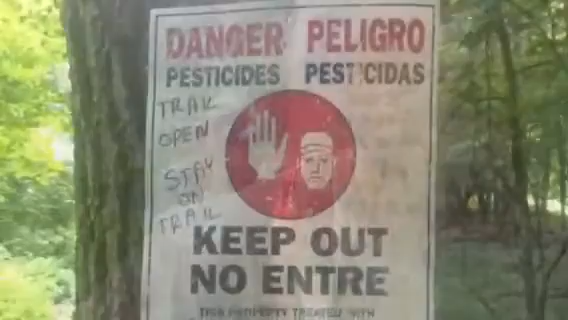 DANGER PELIGRO
PESTICIDES PESTICIDAS
TRAIL
OPEN
STAY
ON
TRAIL
KEEP OUT
NO ENTRE
THIS PROPERTY TREATED WITH